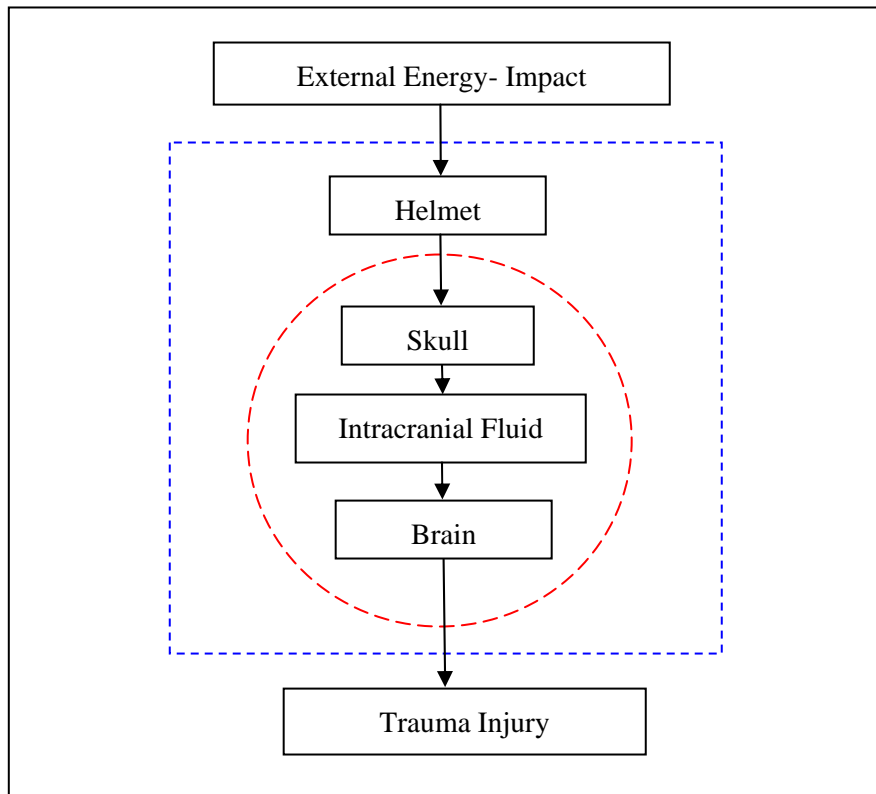 External Energy- Impact
Helmet
Skull
Intracranial Fluid
Brain
Trauma Injury